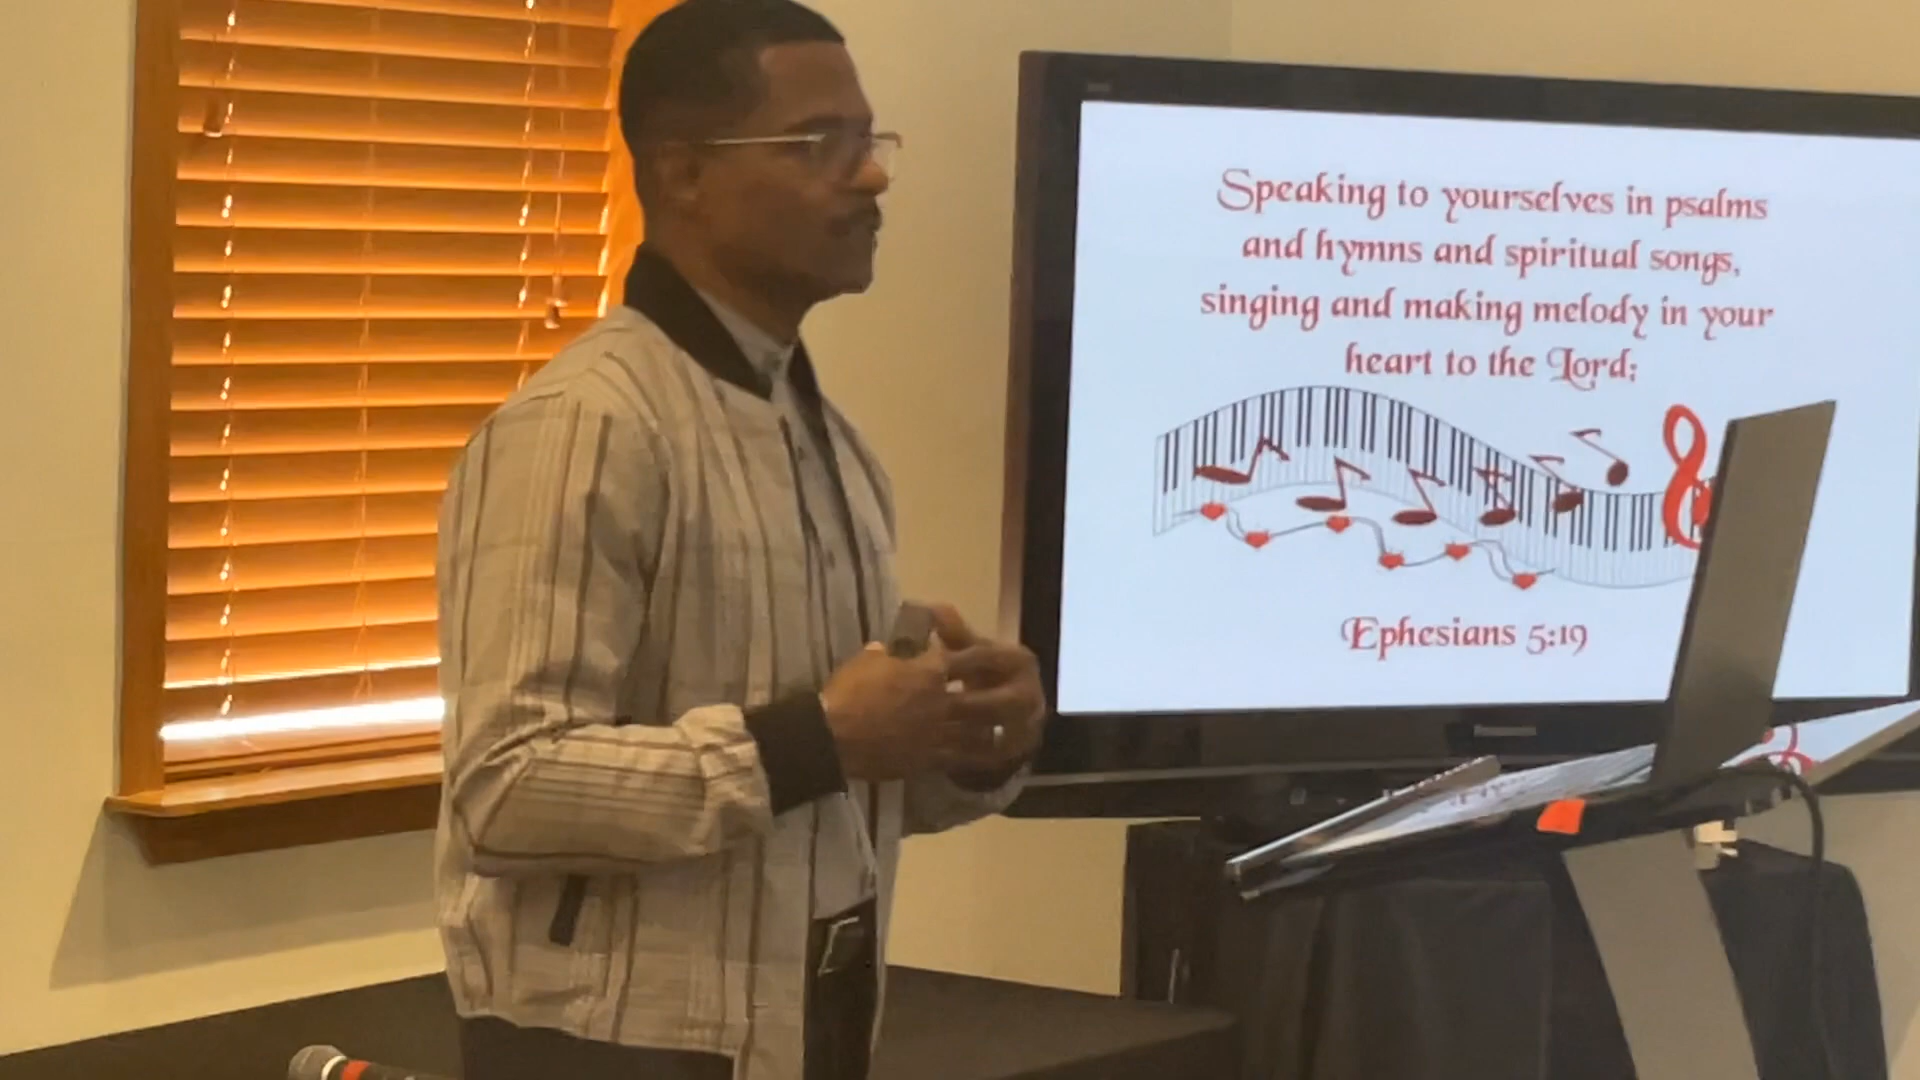 Speaking to yourselves in psalms
and hymns and spiritual songs,
singing and making melody in your
heart to the Lord;
Ephesians 5:19
Panasonic